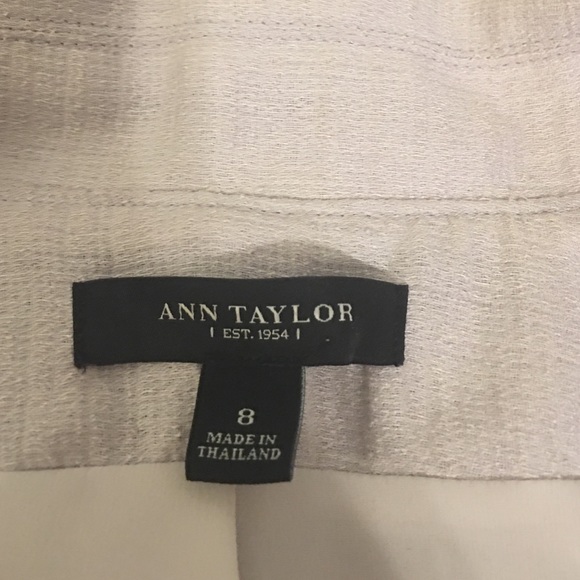 ANN TAYLOR
| EST. 1954 |
8
MADE IN
THAILAND